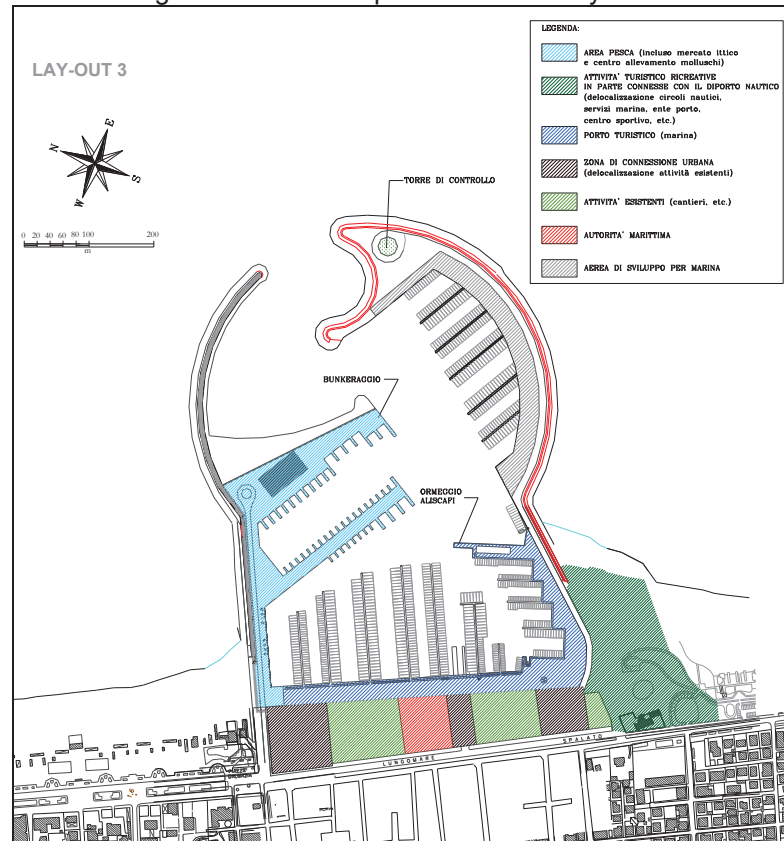 LAY-OUT 3
N
E
S
W
0 20 40 60 80 100 200
m
LEGENDA:
AREA PESCA (incluso mercato ittico
e centro allevamento molluschi)
ATTIVITA' TURISTICO RICREATIVE
IN PARTE CONNESSE CON IL DIPORTO NAUTICO
(delocalizzazione circoli nautici,
servizi marina, ente porto,
centro sportivo, etc.)
PORTO TURISTICO (marina)
ZONA DI CONNESSIONE URBANA
(delocalizzazione attività esistenti)
ATTIVITA' ESISTENTI (cantieri, etc.)
AUTORITA' MARITTIMA
AEREA DI SVILUPPO PER MARINA
TORRE DI CONTROLLO
BUNKERAGGIO
ORMEGGIO
ALISCAFI
LUNGOMARE SPALATO